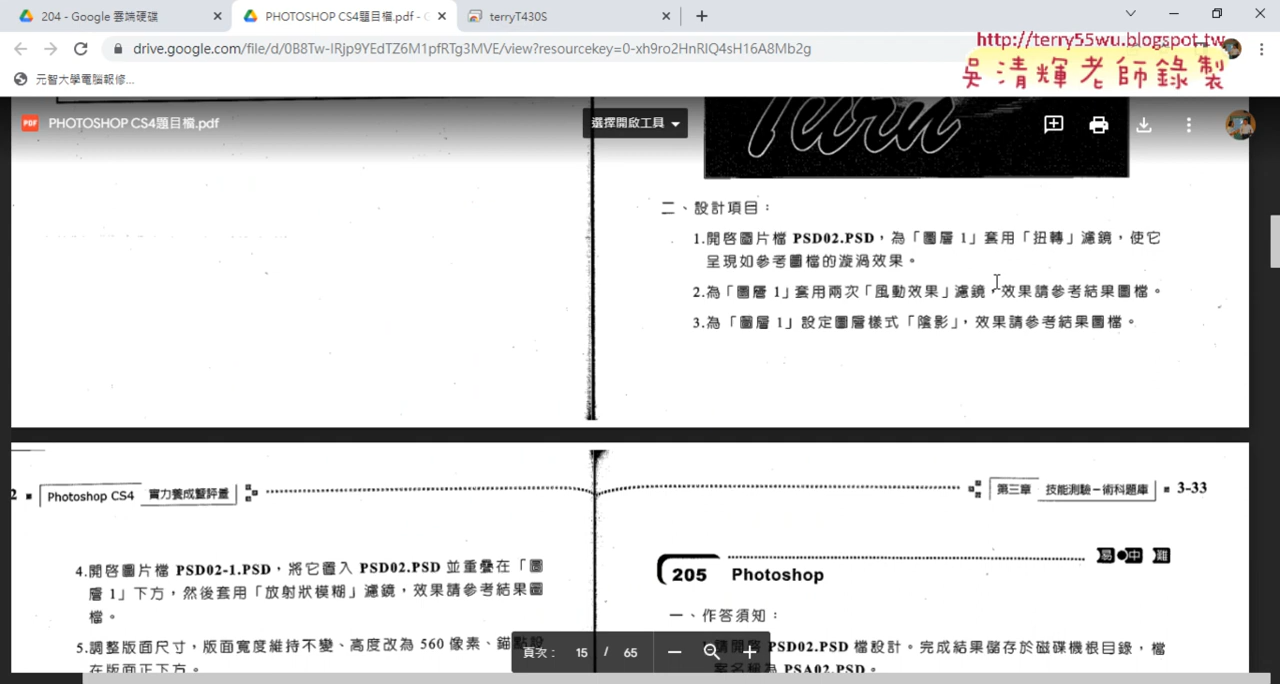 204 - Google 雲端硬碟
PHOTOSHOP CS4題目檔.pdf - G
terryT430S
drive.google.com/file/d/0B8Tw-lRjp9YEdTZ6M1pfRTg3MVE/view?resourcekey=0-xh9ro2HnRlQ4sH16A8Mb2g
http://terry55wu.blogspot.tw
吳清輝老師錄製
元智大學電腦報修...
PDF PHOTOSHOP CS4題目檔.pdf
選擇開啟工具
Turn
二、設計項目：
1.開啓圖片檔 PSD02.PSD，為「圖層 1」套用「扭轉」濾鏡，使它
呈現如參考圖檔的漩渦效果。
2.為「圖層 1」套用兩次「風動效果」濾鏡，效果請參考結果圖檔。
3.為「圖層 1」設定圖層樣式「陰影」，效果請參考結果圖檔。
2 Photoshop CS4 實力養成暨評量
第三章 技能測驗－術科題庫 3-33
4.開啓圖片檔 PSD02-1.PSD，將它置入 PSD02.PSD 並重疊在「圖
層 1」下方，然後套用「放射狀模糊」濾鏡，效果請參考結果圖
檔。
5.調整版面尺寸，版面寬度維持不變、高度改為 560 像素、錨點設
在版面正下方。
易 中 難
205 Photoshop
一、作答須知：
PSD02.PSD 檔設計。完成結果儲存於磁碟機根目錄，檔
案名稱為 PSA02.PSD。
頁次： 15 / 65